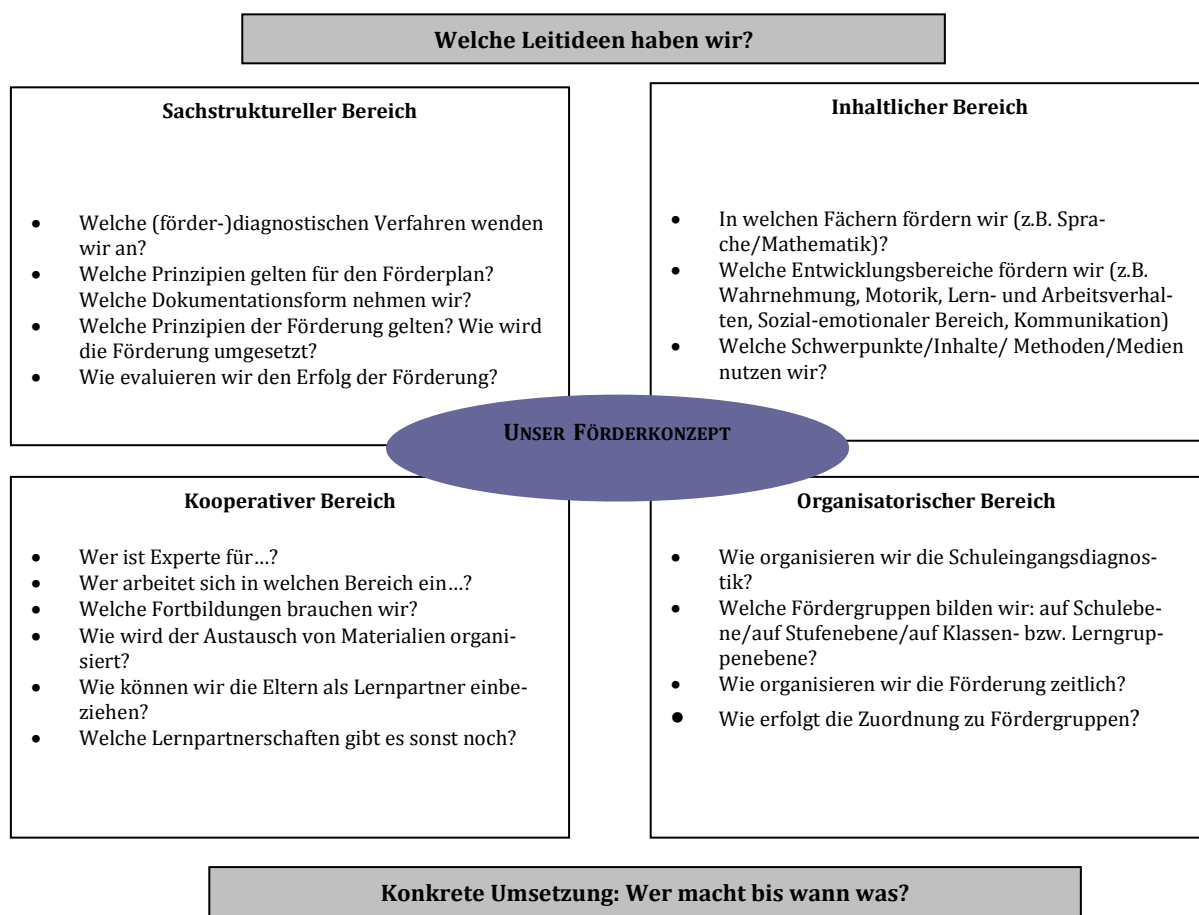 Welche Leitideen haben wir?
Sachstruktureller Bereich
• Welche (förder-)diagnostischen Verfahren wenden
wir an?
• Welche Prinzipien gelten für den Förderplan?
Welche Dokumentationsform nehmen wir?
• Welche Prinzipien der Förderung gelten? Wie wird
die Förderung umgesetzt?
• Wie evaluieren wir den Erfolg der Förderung?
Inhaltlicher Bereich
• In welchen Fächern fördern wir (z.B. Spra-
che/Mathematik)?
• Welche Entwicklungsbereiche fördern wir (z.B.
Wahrnehmung, Motorik, Lern- und Arbeitsverhal-
ten, Sozial-emotionaler Bereich, Kommunikation)
• Welche Schwerpunkte/Inhalte/ Methoden/Medien
nutzen wir?
UNSER FÖRDERKONZEPT
Kooperativer Bereich
• Wer ist Experte für…?
• Wer arbeitet sich in welchen Bereich ein…?
• Welche Fortbildungen brauchen wir?
• Wie wird der Austausch von Materialien organi-
siert?
• Wie können wir die Eltern als Lernpartner einbe-
ziehen?
• Welche Lernpartnerschaften gibt es sonst noch?
Organisatorischer Bereich
• Wie organisieren wir die Schuleingangsdiagnos-
tik?
• Welche Fördergruppen bilden wir: auf Schulebe-
ne/auf Stufenebene/auf Klassen- bzw. Lerngrup-
penebene?
• Wie organisieren wir die Förderung zeitlich?
• Wie erfolgt die Zuordnung zu Fördergruppen?
Konkrete Umsetzung: Wer macht bis wann was?